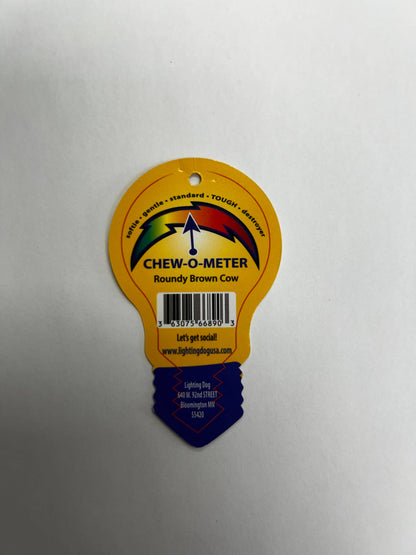 softie • gentle • standard • TOUGH • destroyer
CHEW-O-METER
Roundy Brown Cow
3 63075 66890 3
Let's get social!
www.lightingdogusa.com
Lighting Dog
640 W. 92nd STREET
Bloomington MN
55420